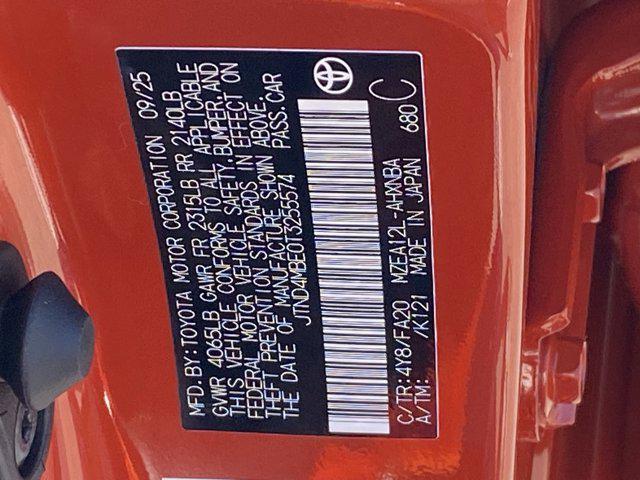 MFD.BY:TOYOTA MOTOR CORPORATION 09/25
GVWR 4065LB GAWR FR 2315LB RR 2140LB
THIS VEHICLE CONFORMS TO ALL APPLICABLE
FEDERAL MOTOR VEHICLE SAFETY,BUMPER,AND
THEFT PREVENTION STANDARDS IN EFFECT ON
THE DATE OF MANUFACTURE SHOWN ABOVE.
JTND4MBE0T3255574 PASS.CAR
C/TR:4Y8/FA20 MZEA12L-AHXNBA
A/TM: /K121 MADE IN JAPAN 680 C